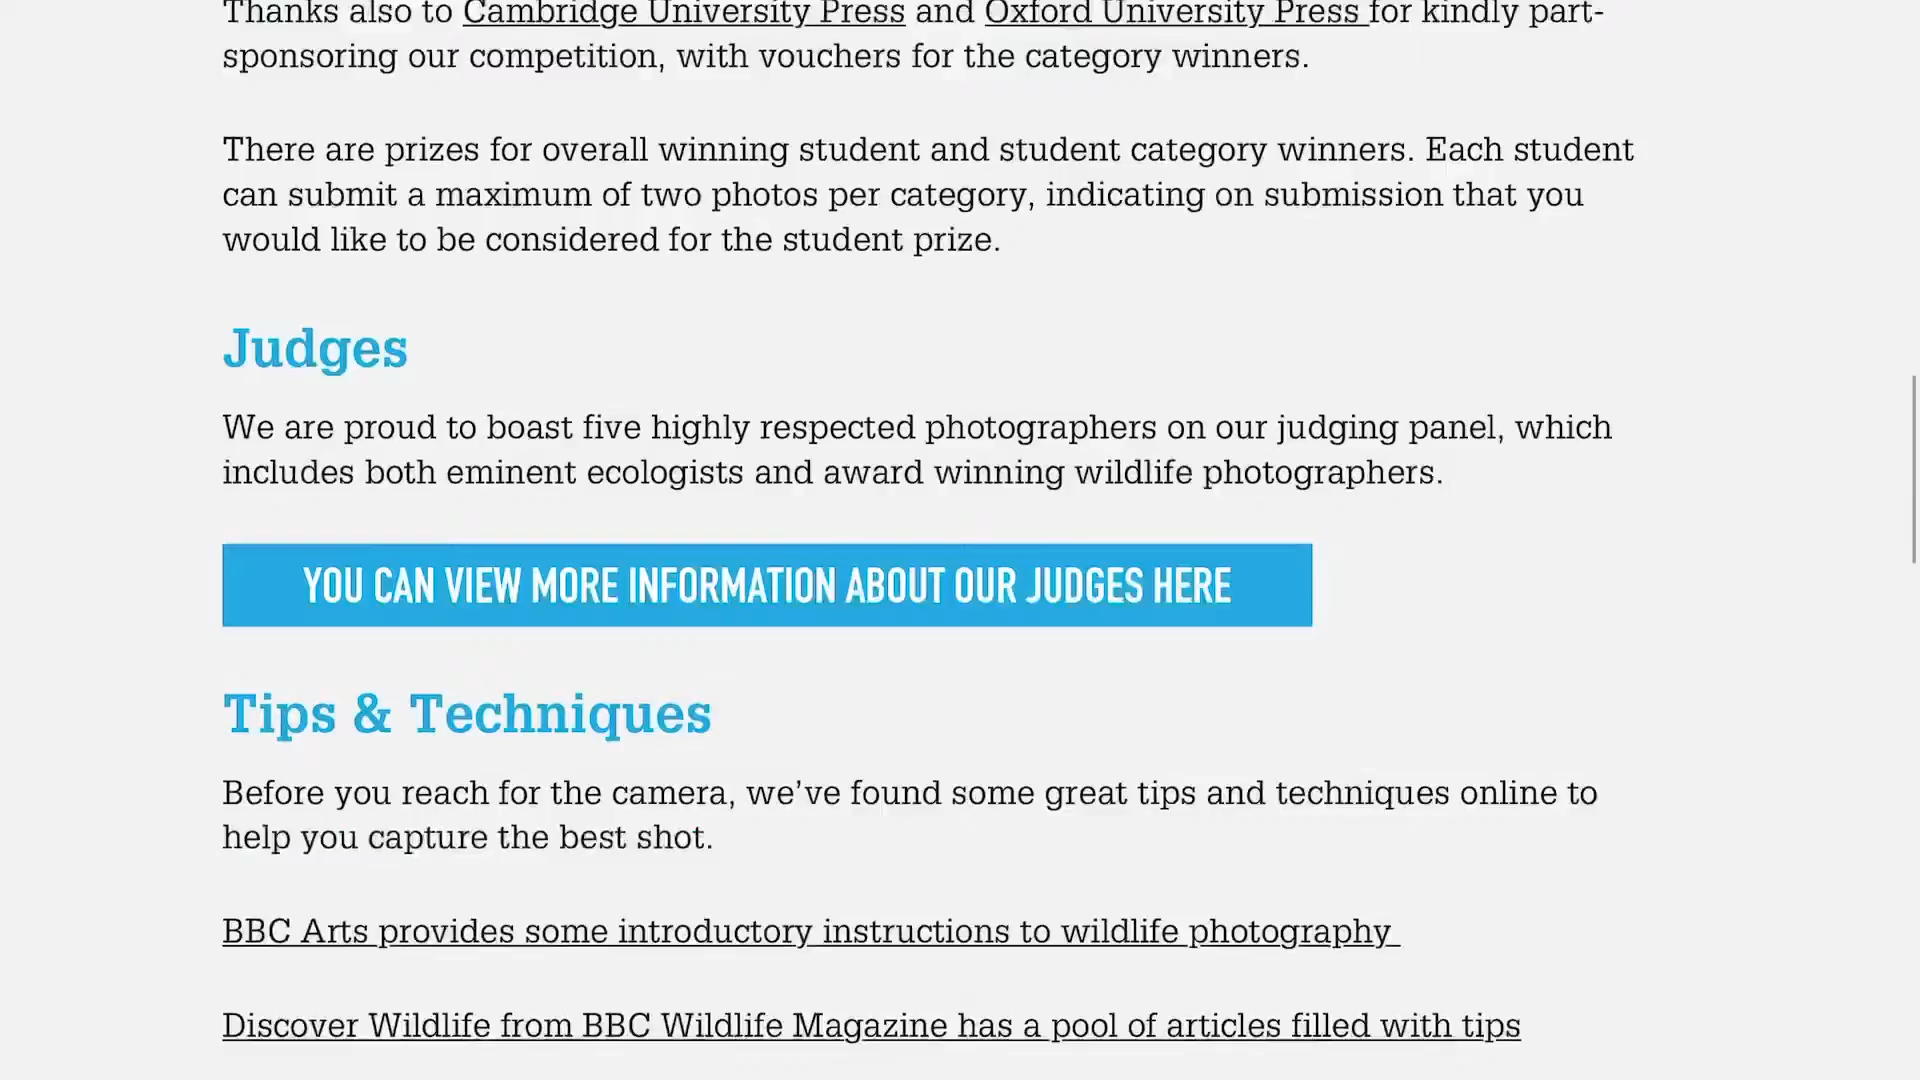 Thanks also to Cambridge University Press and Oxford University Press for kindly part-
sponsoring our competition, with vouchers for the category winners.
There are prizes for overall winning student and student category winners. Each student
can submit a maximum of two photos per category, indicating on submission that you
would like to be considered for the student prize.
Judges
We are proud to boast five highly respected photographers on our judging panel, which
includes both eminent ecologists and award winning wildlife photographers.
YOU CAN VIEW MORE INFORMATION ABOUT OUR JUDGES HERE
Tips & Techniques
Before you reach for the camera, we’ve found some great tips and techniques online to
help you capture the best shot.
BBC Arts provides some introductory instructions to wildlife photography
Discover Wildlife from BBC Wildlife Magazine has a pool of articles filled with tips